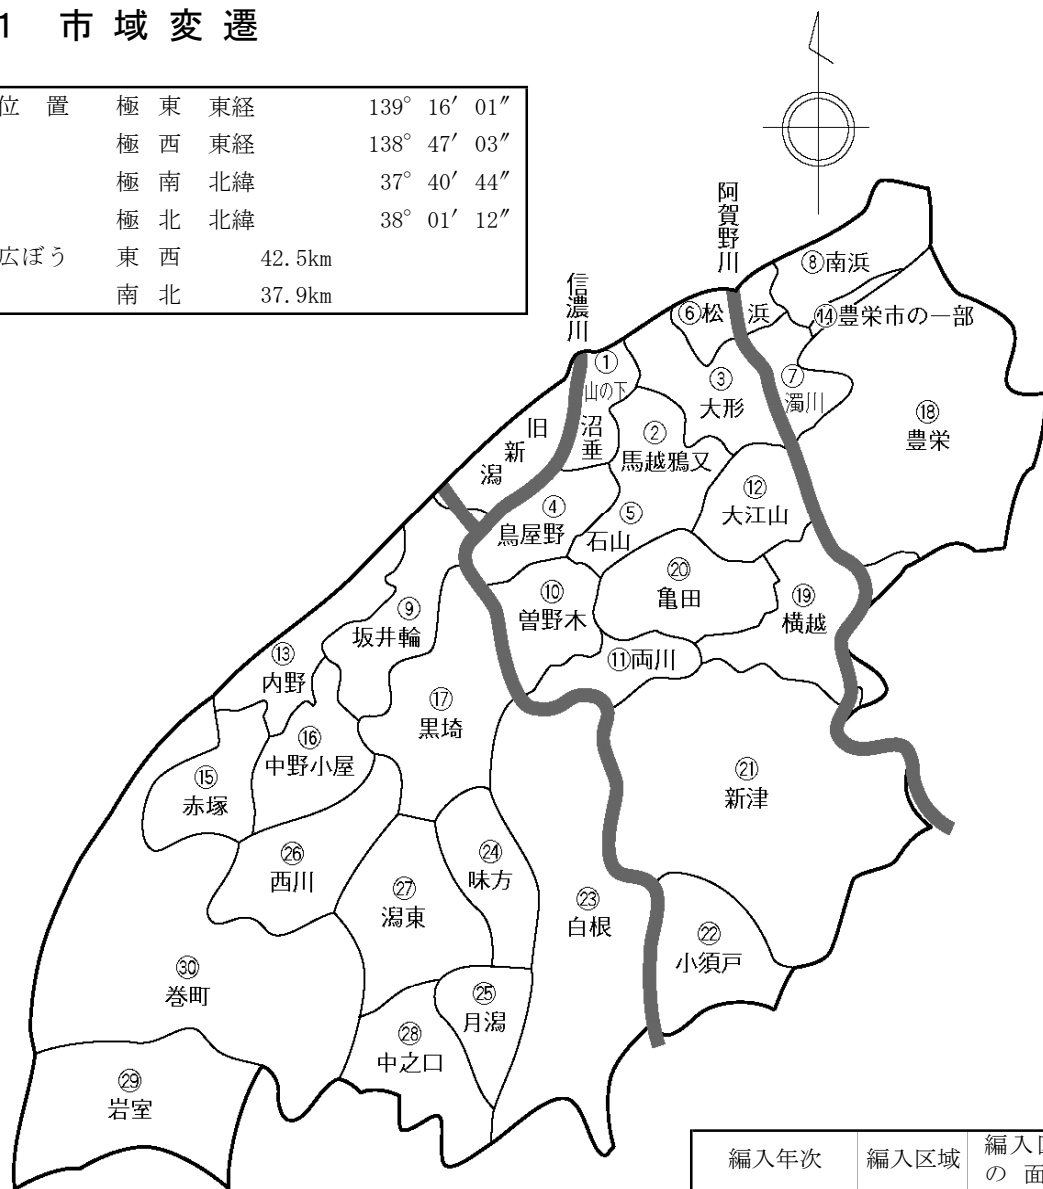 1 市域変遷
位置 極東 東経 139° 16′ 01″
極西 東経 138° 47′ 03″
極南 北緯 37° 40′ 44″
極北 北緯 38° 01′ 12″
広ぼう 東西 42.5km
南北 37.9km
阿賀野川
信濃川
⑧南浜
⑥松浜
⑭豊栄市の一部
①
山の下
沼垂
③
大形
⑦
濁川
⑱
豊栄
旧新潟
②
馬越鴉又
④
鳥屋野
⑤
石山
⑫
大江山
⑳
亀田
⑲
横越
⑩
曽野木
⑪両川
⑨
坂井輪
⑬
内野
⑰
黒埼
⑯
中野小屋
⑮
赤塚
㉑
新津
㉖
西川
㉔
味方
㉗
潟東
㉓
白根
㉒
小須戸
㉚
巻町
㉕
月潟
㉘
中之口
㉙
岩室
編入年次 編入区域 編入
の 面